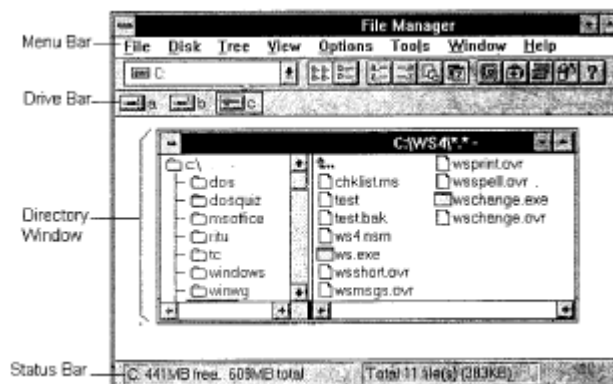 File Manager
Menu Bar
File Disk Tree View Options Tools Window Help
C:
?
Drive Bar
a b c
C:\WS4\*.* -
Directory Window
c:\
dos
dosquiz
msoffice
ritu
tc
windows
winwg
chklist.ms
test
test.bak
ws4.nsm
ws.exe
wsshort.ovr
wsmsgs.ovr
wsprint.ovr
wsspell.ovr
wschange.exe
wschange.ovr
Status Bar
C: 441MB free, 609MB total
Total 11 file(s) (383KB)